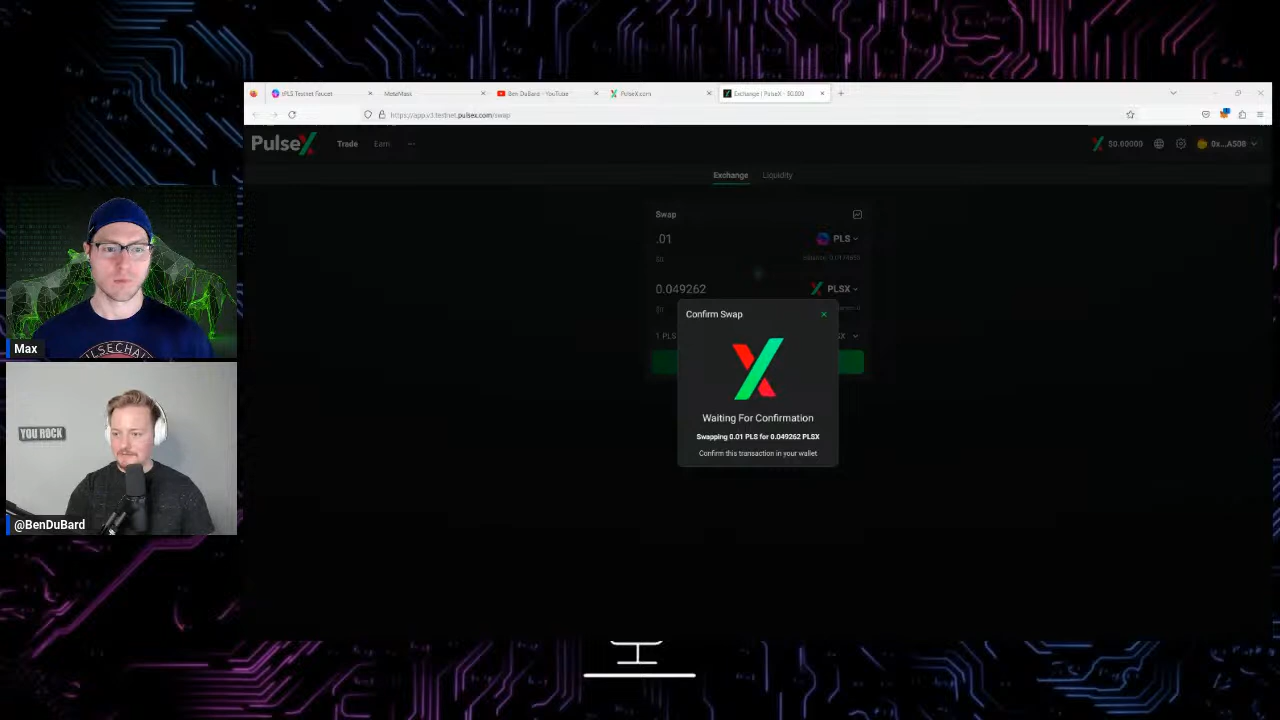 tPLS Testnet Faucet
MetaMask
Ben DuBard - YouTube
PulseX.com
Exchange | PulseX - $0.000
https://app.v3.testnet.pulsex.com/swap
PulseX
Trade
Earn
$0.00000
0x...A508
Exchange
Liquidity
Swap
.01
PLS
0.049262
PLSX
1 PLS
Confirm Swap
Waiting For Confirmation
Swapping 0.01 PLS for 0.049262 PLSX
Confirm this transaction in your wallet
Max
YOU ROCK
@BenDuBard